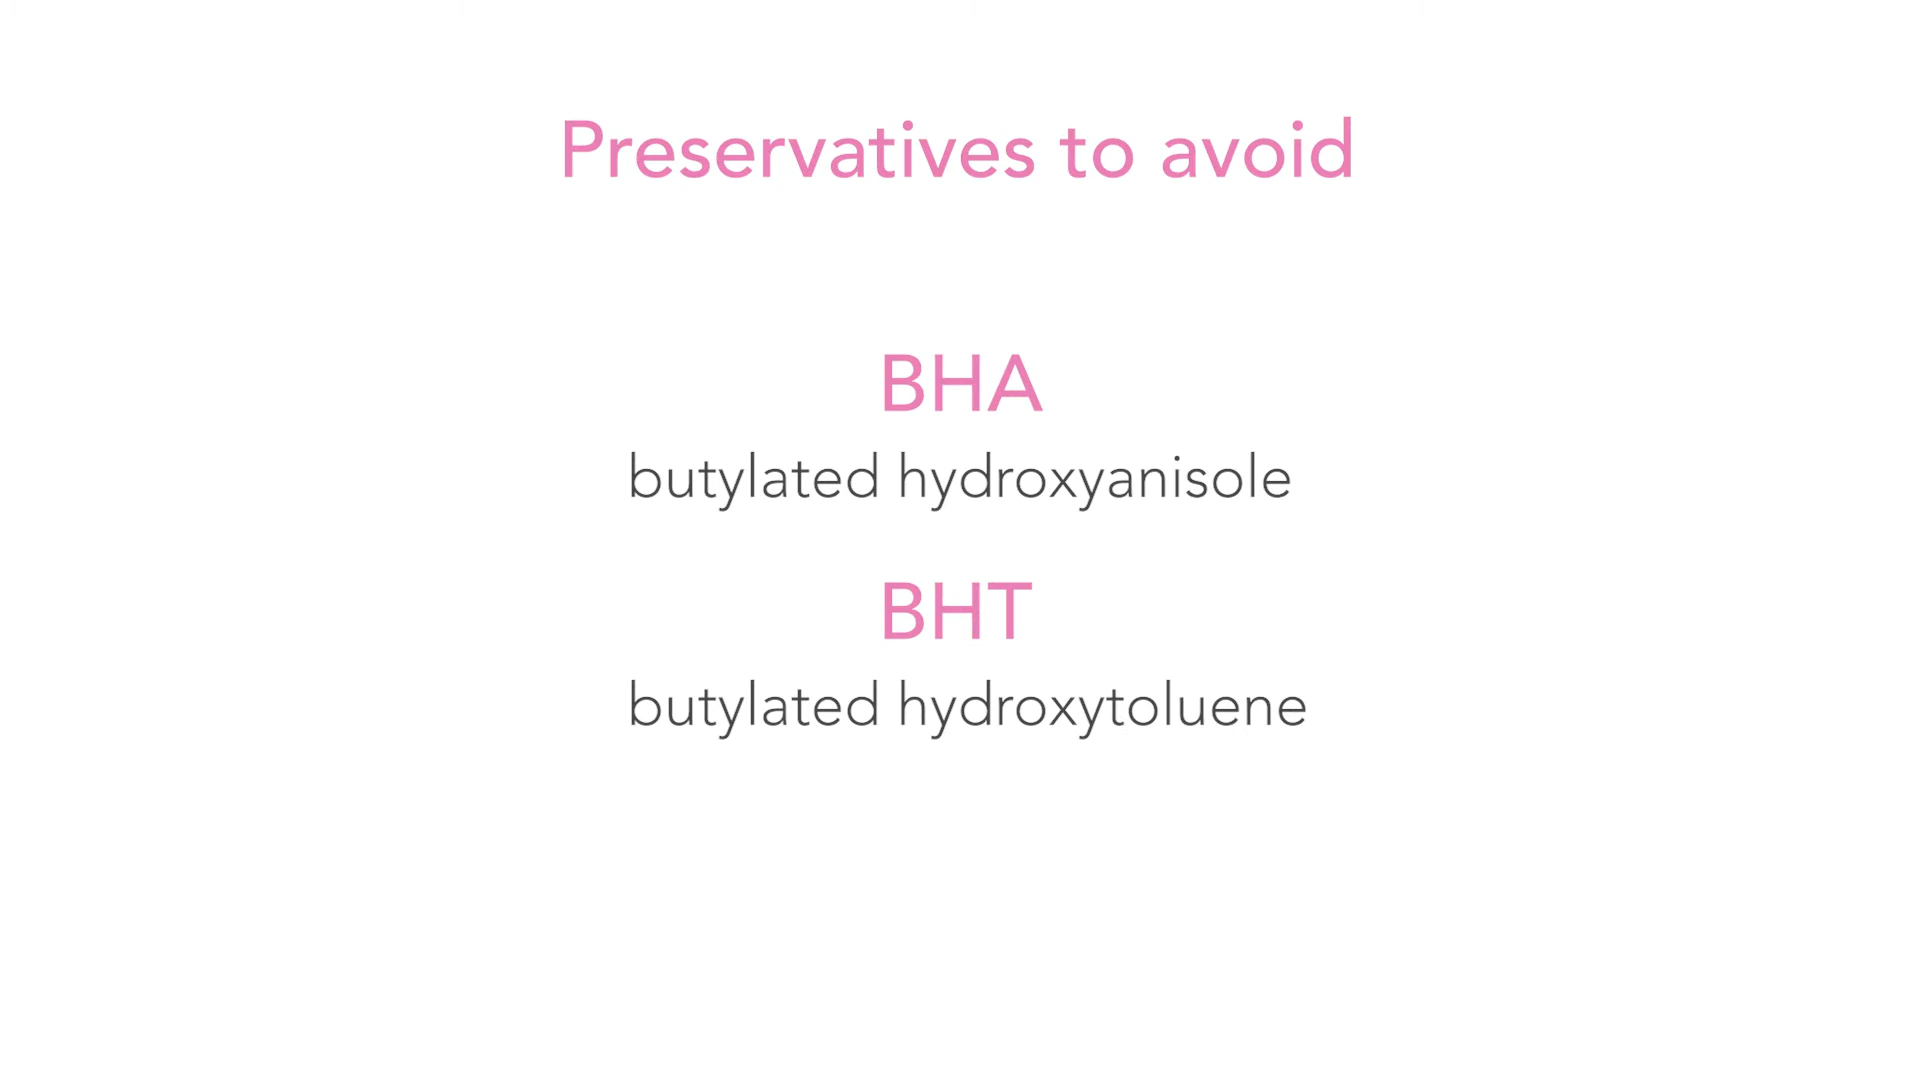 Preservatives to avoid
BHA
butylated hydroxyanisole
BHT
butylated hydroxytoluene